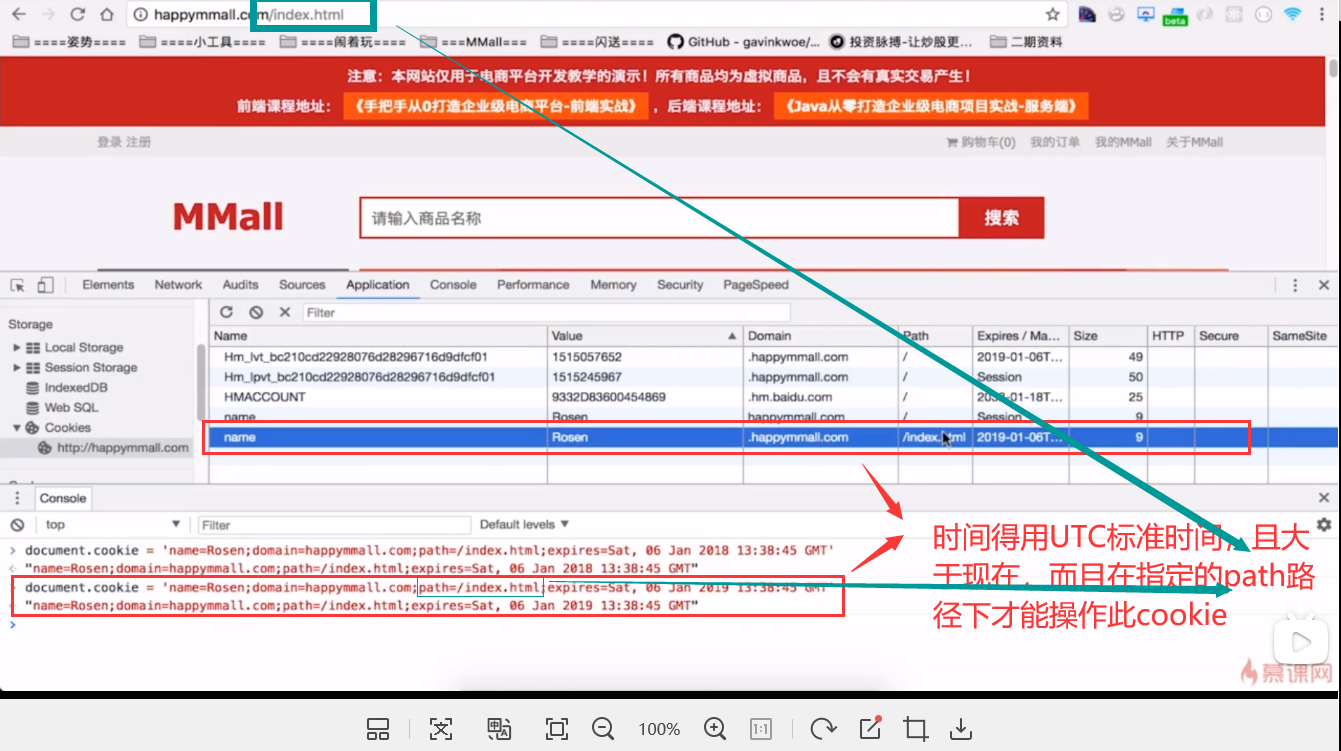 happymmall.com/index.html
====姿势==== ====小工具==== ====闹着玩==== ===MMall=== ====闪送==== GitHub - gavinkwoe/... 投资脉搏-让炒股更... 二期资料
beta
注意：本网站仅用于电商平台开发教学的演示！所有商品均为虚拟商品，且不会有真实交易产生！
前端课程地址： 《手把手从0打造企业级电商平台-前端实战》 ，后端课程地址： 《Java从零打造企业级电商项目实战-服务端》
登录 注册 购物车(0) 我的订单 我的MMall 关于MMall
MMall 请输入商品名称 搜索
Elements Network Audits Sources Application Console Performance Memory Security PageSpeed
Filter
Storage
Local Storage
Session Storage
IndexedDB
Web SQL
Cookies
http://happymmall.com
Name Value Domain Path Expires / Ma... Size HTTP Secure SameSite
Hm_lvt_bc210cd22928076d28296716d9dfcf01 1515057652 .happymmall.com / 2019-01-06T... 49
Hm_lpvt_bc210cd22928076d28296716d9dfcf01 1515245967 .happymmall.com / Session 50
HMACCOUNT 9332D83600454869 .hm.baidu.com / 2038-01-18T... 25
name Rosen happymmall.com / Session 9
name Rosen .happymmall.com /index.html 2019-01-06T... 9
Console
top Filter Default levels
document.cookie = 'name=Rosen;domain=happymmall.com;path=/index.html;expires=Sat, 06 Jan 2018 13:38:45 GMT'
"name=Rosen;domain=happymmall.com;path=/index.html;expires=Sat, 06 Jan 2018 13:38:45 GMT"
document.cookie = 'name=Rosen;domain=happymmall.com;path=/index.html;expires=Sat, 06 Jan 2019 13:38:45 GMT'
"name=Rosen;domain=happymmall.com;path=/index.html;expires=Sat, 06 Jan 2019 13:38:45 GMT"
时间得用UTC标准时间，且大
于现在，而且在指定的path路
径下才能操作此cookie
慕课网
100% 1:1